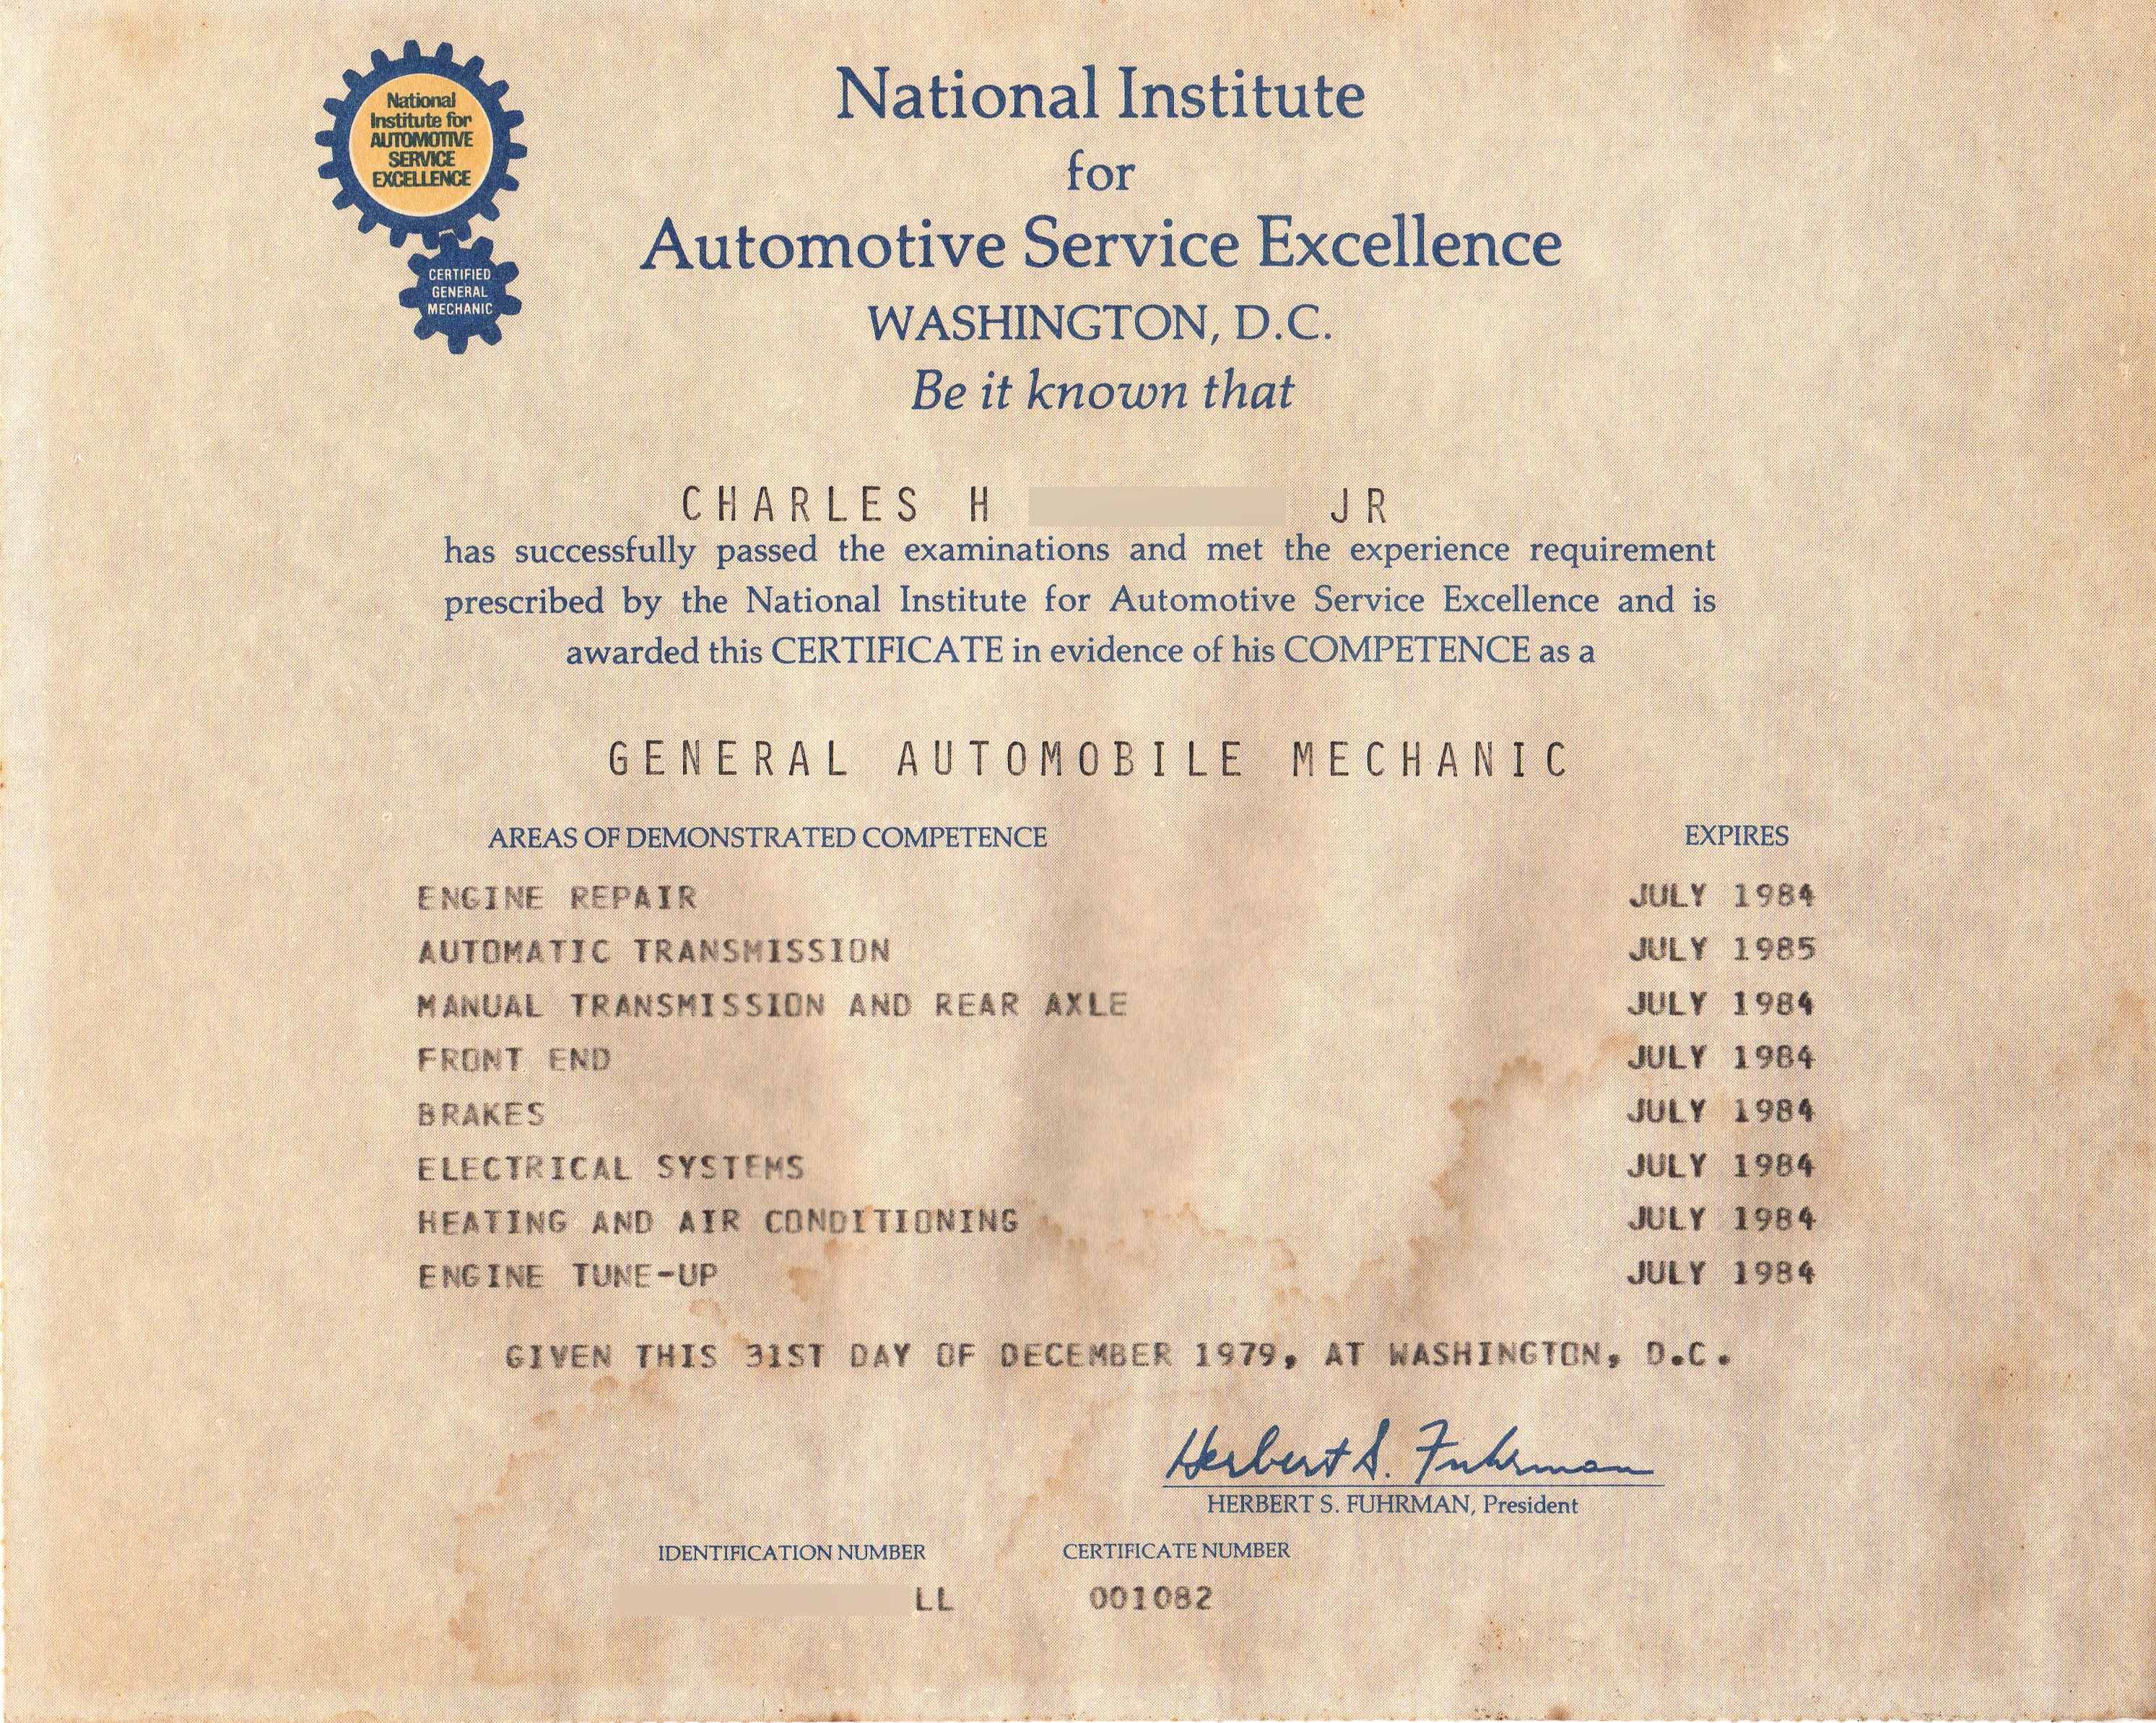 National
Institute for
AUTOMOTIVE
SERVICE
EXCELLENCE
CERTIFIED
GENERAL
MECHANIC
National Institute
for
Automotive Service Excellence
WASHINGTON, D.C.
Be it known that
CHARLES H JR
has successfully passed the examinations and met the experience requirement
prescribed by the National Institute for Automotive Service Excellence and is
awarded this CERTIFICATE in evidence of his COMPETENCE as a
GENERAL AUTOMOBILE MECHANIC
AREAS OF DEMONSTRATED COMPETENCE EXPIRES
ENGINE REPAIR JULY 1984
AUTOMATIC TRANSMISSION JULY 1985
MANUAL TRANSMISSION AND REAR AXLE JULY 1984
FRONT END JULY 1984
BRAKES JULY 1984
ELECTRICAL SYSTEMS JULY 1984
HEATING AND AIR CONDITIONING JULY 1984
ENGINE TUNE-UP JULY 1984
GIVEN THIS 31ST DAY OF DECEMBER 1979, AT WASHINGTON, D.C.
Herbert S. Fuhrman
HERBERT S. FUHRMAN, President
IDENTIFICATION NUMBER CERTIFICATE NUMBER
LL 001082